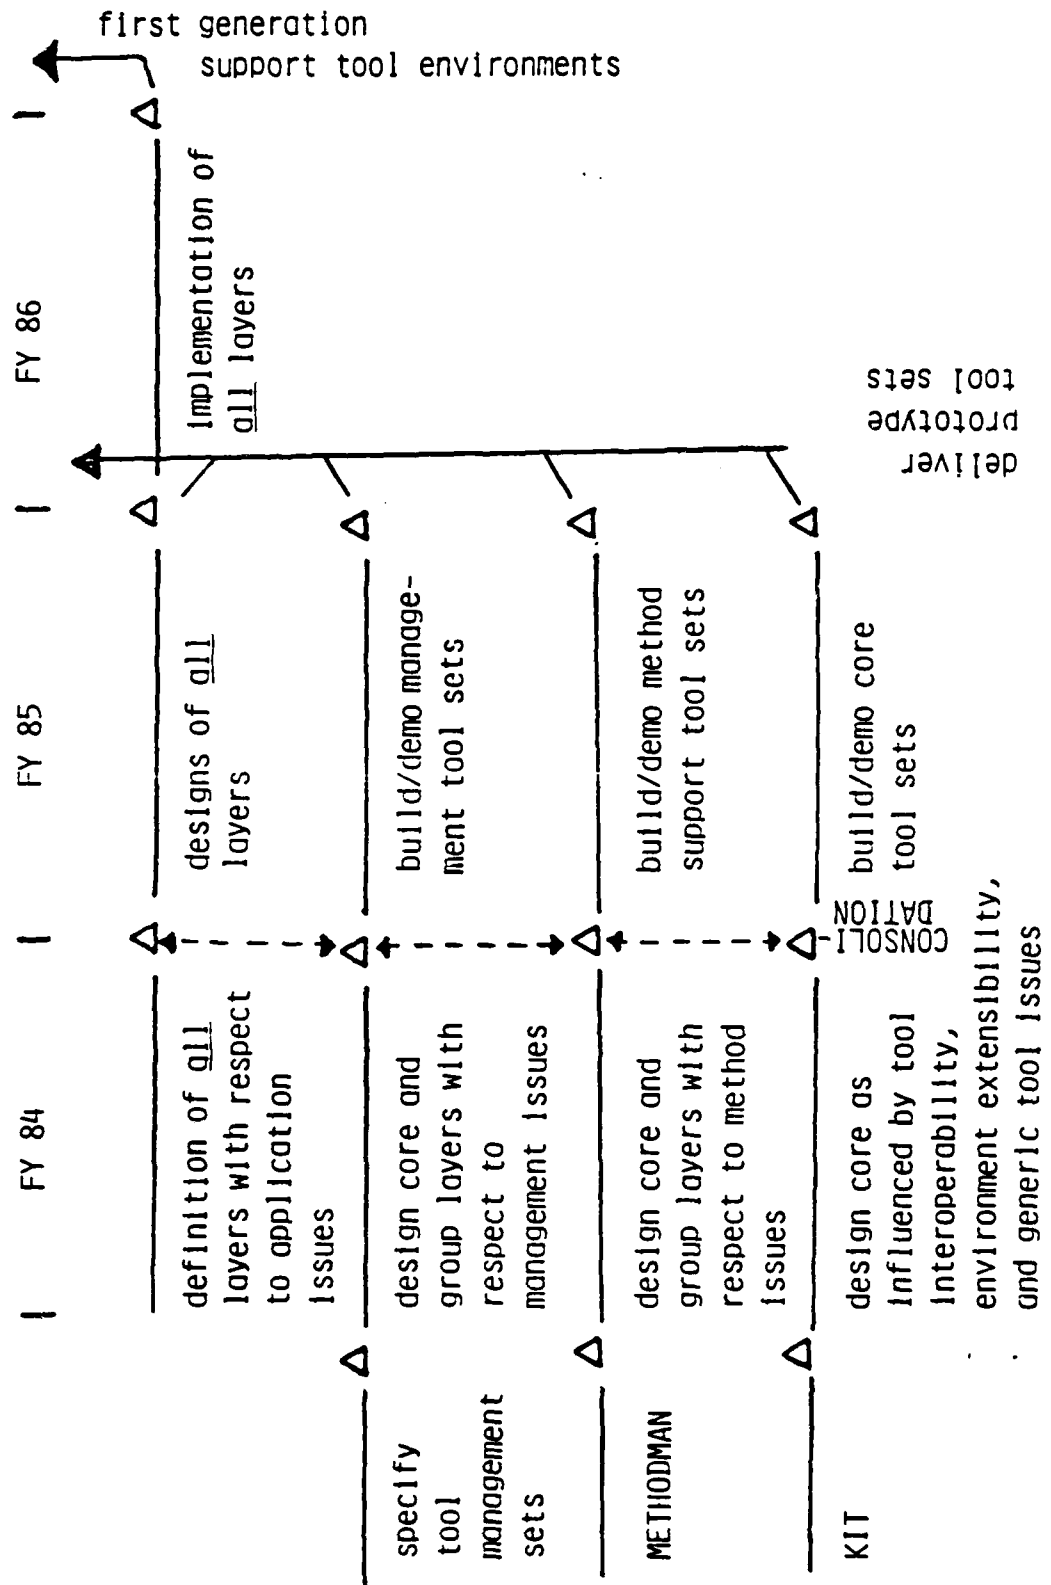 FY 84
FY 85
FY 86
first generation
support tool environments
definition of all
layers with respect
to application
issues
designs of all
layers
implementation of
all layers
specify
tool
management
sets
design core and
group layers with
respect to
management issues
build/demo manage-
ment tool sets
METHODMAN
design core and
group layers with
respect to method
issues
build/demo method
support tool sets
KIT
design core as
influenced by tool
interoperability,
environment extensibility,
and generic tool issues
CONSOLI-
DATION
build/demo core
tool sets
deliver
prototype
tool sets